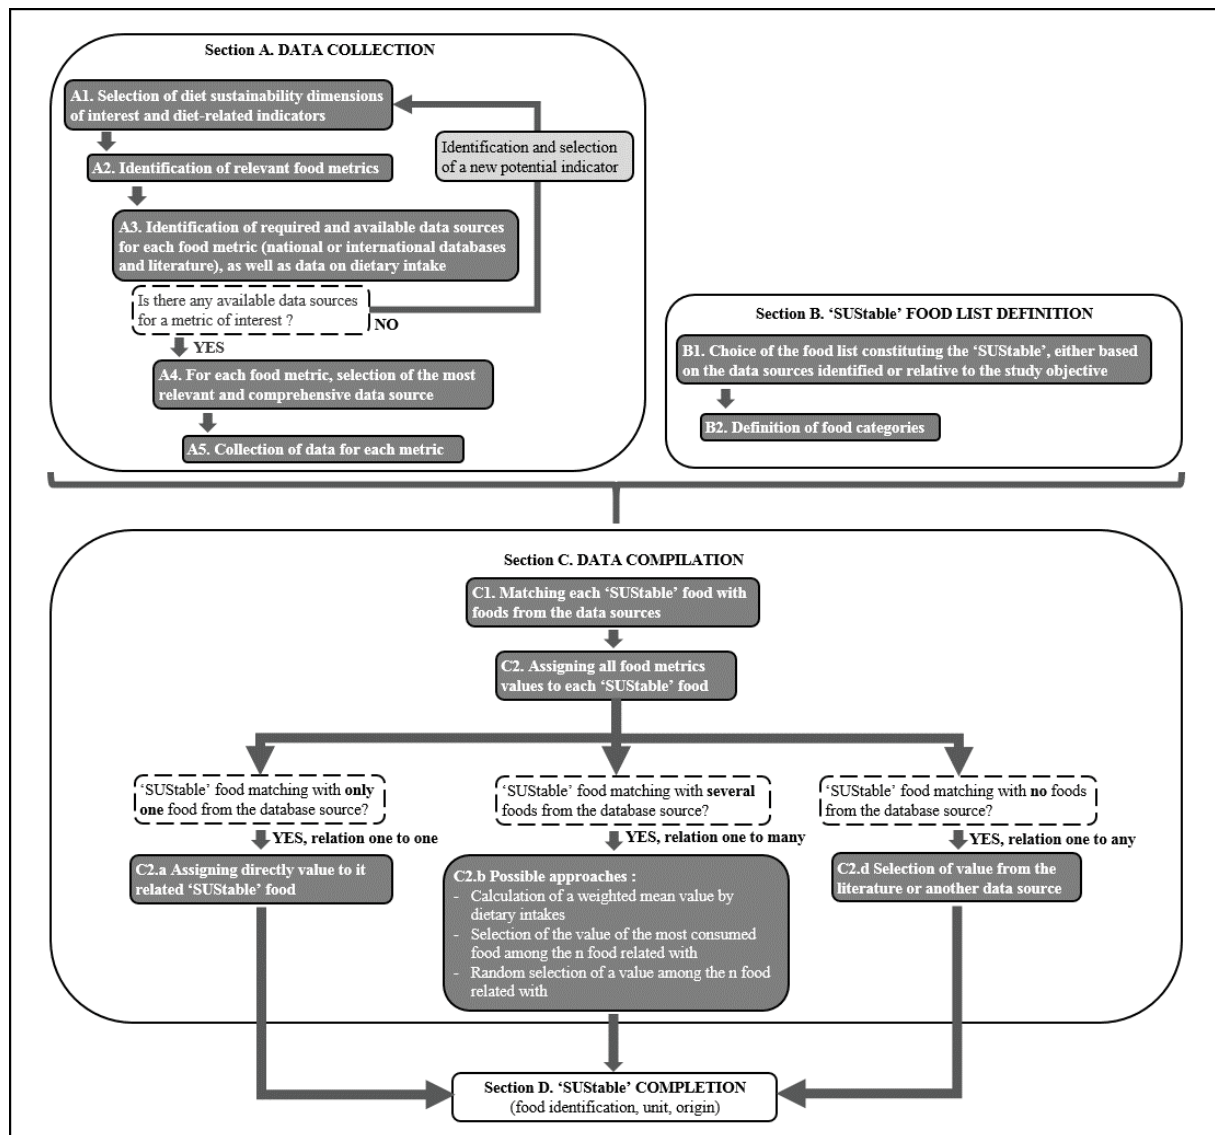 Section A. DATA COLLECTION
A1. Selection of diet sustainability dimensions
of interest and diet-related indicators
Identification and selection
of a new potential indicator
A2. Identification of relevant food metrics
A3. Identification of required and available data sources
for each food metric (national or international databases
and literature), as well as data on dietary intake
Is there any available data sources
for a metric of interest ?
NO
YES
A4. For each food metric, selection of the most
relevant and comprehensive data source
A5. Collection of data for each metric
Section B. ‘SUStable’ FOOD LIST DEFINITION
B1. Choice of the food list constituting the ‘SUStable’, either based
on the data sources identified or relative to the study objective
B2. Definition of food categories
Section C. DATA COMPILATION
C1. Matching each ‘SUStable’ food with
foods from the data sources
C2. Assigning all food metrics
values to each ‘SUStable’ food
‘SUStable’ food matching with only
one food from the database source?
YES, relation one to one
C2.a Assigning directly value to it
related ‘SUStable’ food
‘SUStable’ food matching with several
foods from the database source?
YES, relation one to many
C2.b Possible approaches :
- Calculation of a weighted mean value by
dietary intakes
- Selection of the value of the most consumed
food among the n food related with
- Random selection of a value among the n food
related with
‘SUStable’ food matching with no foods
from the database source?
YES, relation one to any
C2.d Selection of value from the
literature or another data source
Section D. ‘SUStable’ COMPLETION
(food identification, unit, origin)